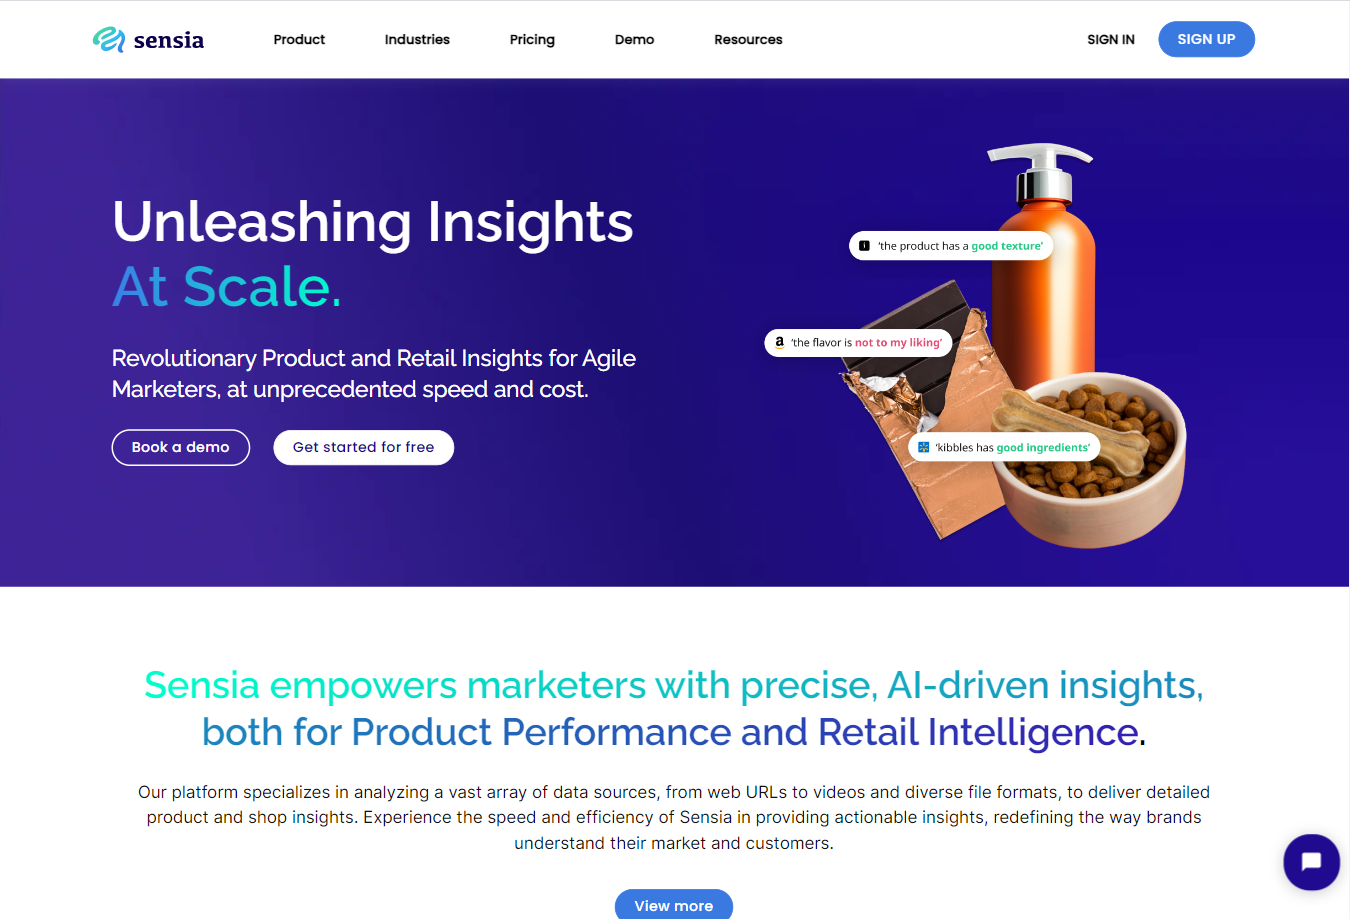 sensia
Product
Industries
Pricing
Demo
Resources
SIGN IN
SIGN UP
Unleashing Insights
At Scale.
Revolutionary Product and Retail Insights for Agile
Marketers, at unprecedented speed and cost.
Book a demo
Get started for free
'the product has a good texture'
a 'the flavor is not to my liking'
'kibbles has good ingredients'
Sensia empowers marketers with precise, AI-driven insights,
both for Product Performance and Retail Intelligence.
Our platform specializes in analyzing a vast array of data sources, from web URLs to videos and diverse file formats, to deliver detailed
product and shop insights. Experience the speed and efficiency of Sensia in providing actionable insights, redefining the way brands
understand their market and customers.
View more